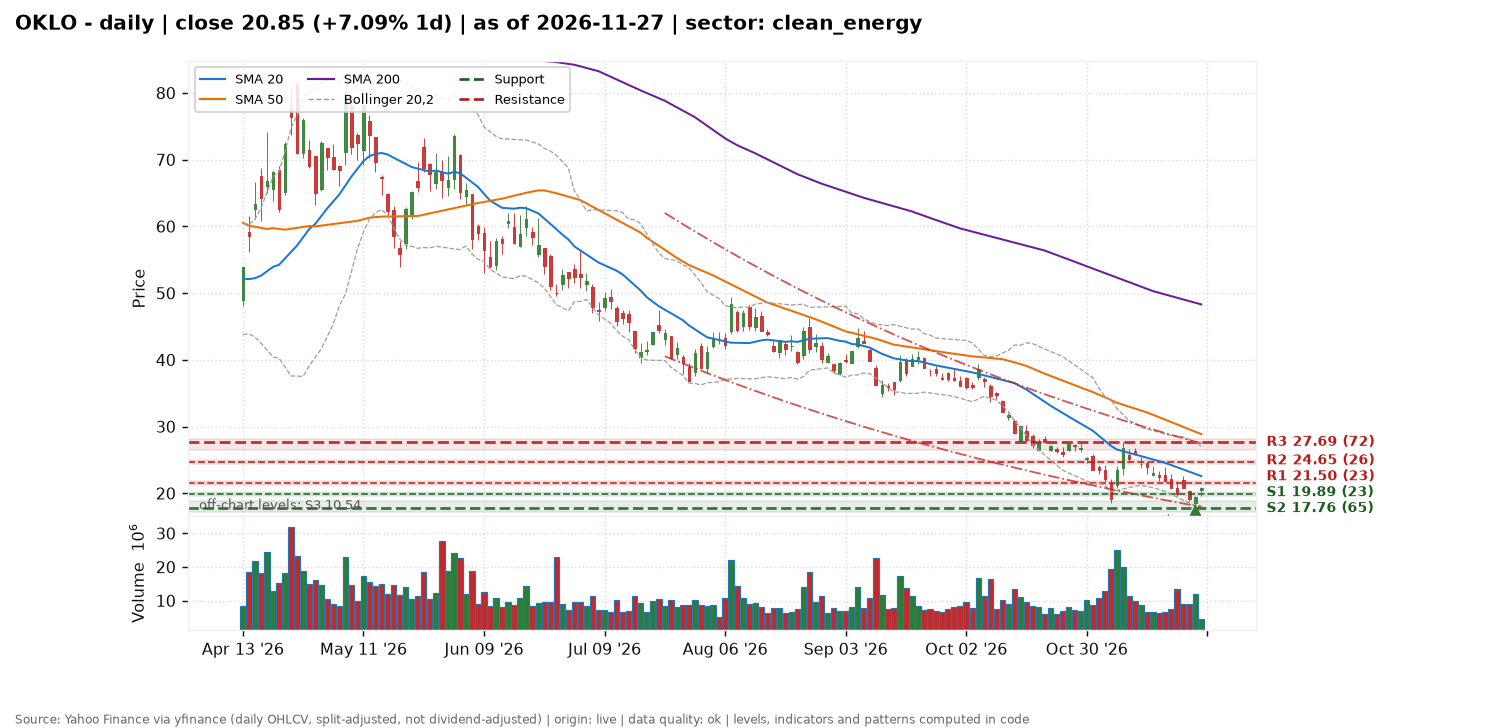 OKLO - daily | close 20.85 (+7.09% 1d) | as of 2026-11-27 | sector: clean_energy
SMA 20
SMA 50
SMA 200
Bollinger 20,2
Support
Resistance
Price
80
70
60
50
40
30
20
R3 27.69 (72)
R2 24.65 (26)
R1 21.50 (23)
S1 19.89 (23)
S2 17.76 (65)
off-chart levels: S3 10.54
Volume 10⁶
30
20
10
Apr 13 '26
May 11 '26
Jun 09 '26
Jul 09 '26
Aug 06 '26
Sep 03 '26
Oct 02 '26
Oct 30 '26
Source: Yahoo Finance via yfinance (daily OHLCV, split-adjusted, not dividend-adjusted) | origin: live | data quality: ok | levels, indicators and patterns computed in code